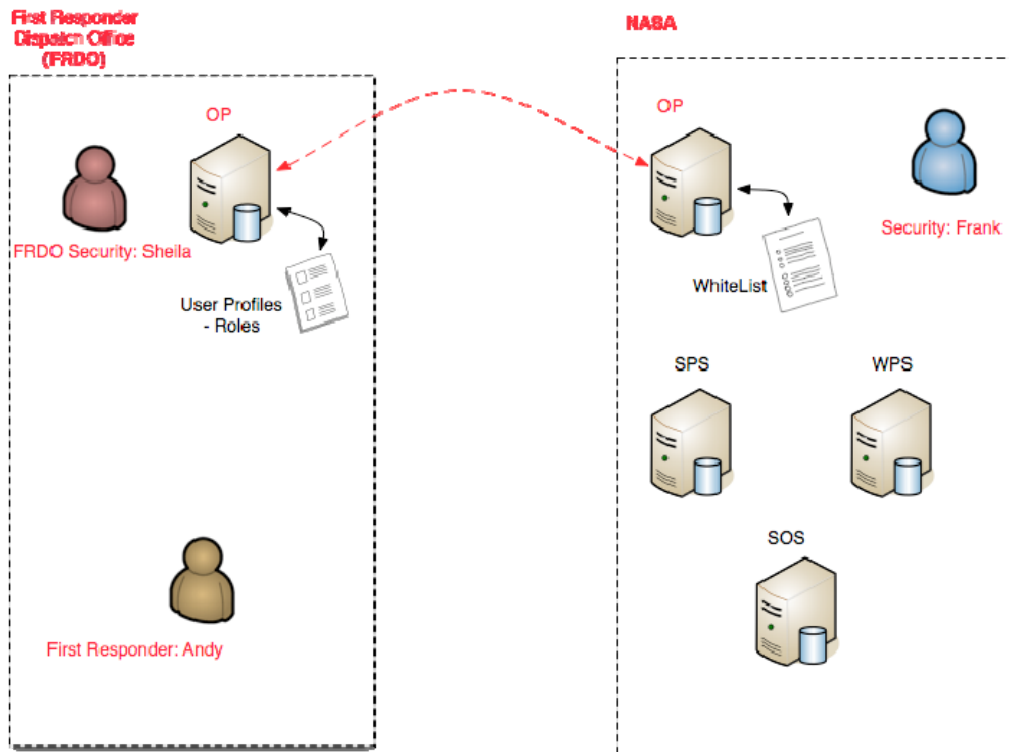 First Responder
Dispatch Office
(FRDO)
NASA
OP
OP
FRDO Security: Sheila
Security: Frank
User Profiles
- Roles
WhiteList
SPS
WPS
SOS
First Responder: Andy